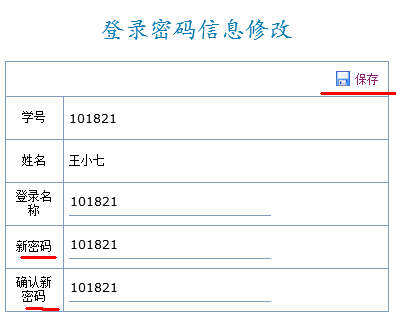 登录密码信息修改
保存
学号 101821
姓名 王小七
登录名
称 101821
新密码 101821
确认新
密码 101821